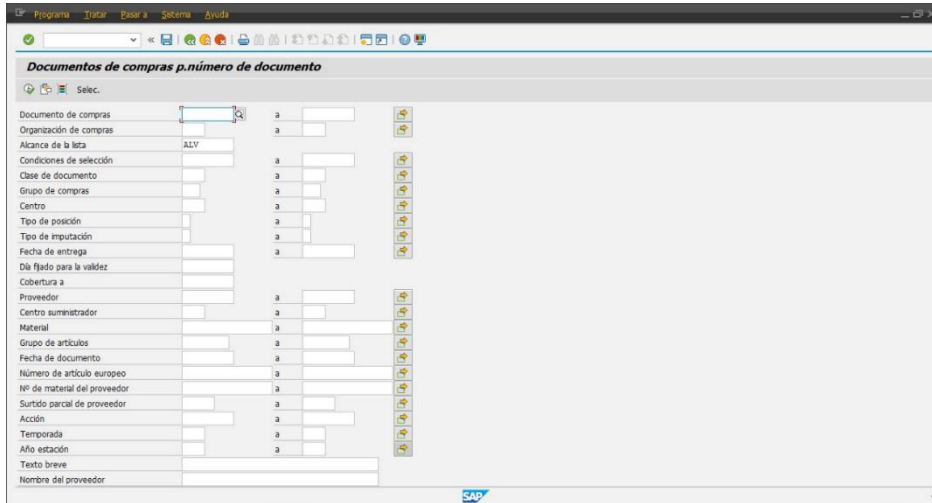 Programa Tratar Pasar a Sistema Ayuda
Documentos de compras p.número de documento
Selec.
Documento de compras a
Organización de compras a
Alcance de la lista ALV
Condiciones de selección a
Clase de documento a
Grupo de compras a
Centro a
Tipo de posición a
Tipo de imputación a
Fecha de entrega a
Día fijado para la validez
Cobertura a
Proveedor a
Centro suministrador a
Material a
Grupo de artículos a
Fecha de documento a
Número de artículo europeo a
Nº de material del proveedor a
Surtido parcial de proveedor a
Acción a
Temporada a
Año estación a
Texto breve
Nombre del proveedor
SAP